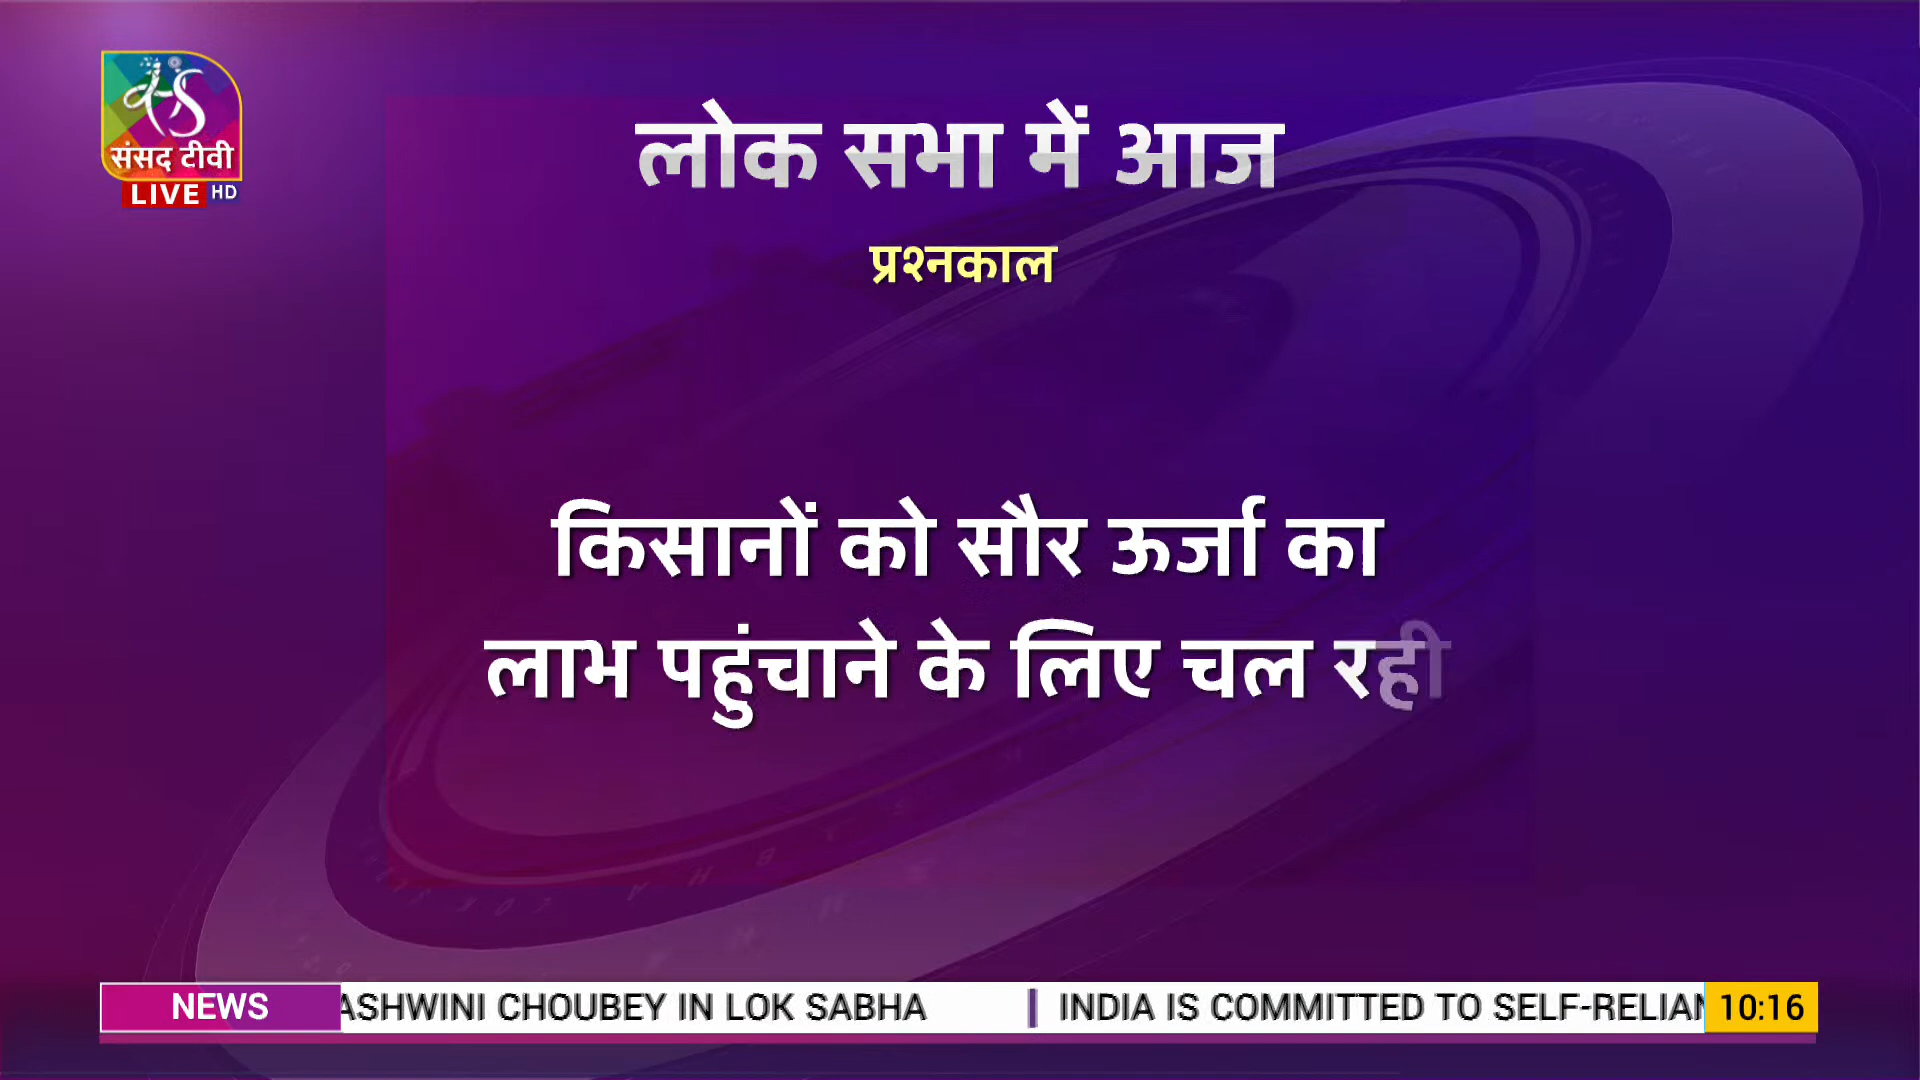 संसद टीवी
LIVE HD
लोक सभा में आज
प्रश्नकाल
किसानों को सौर ऊर्जा का
लाभ पहुंचाने के लिए चल रही
NEWS
ASHWINI CHOUBEY IN LOK SABHA | INDIA IS COMMITTED TO SELF-RELIAN
10:16